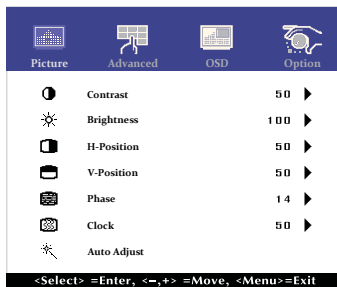 Picture Advanced OSD Option
Contrast 50
Brightness 100
H-Position 50
V-Position 50
Phase 14
Clock 50
Auto Adjust
<Select> =Enter, <−,+> =Move, <Menu>=Exit